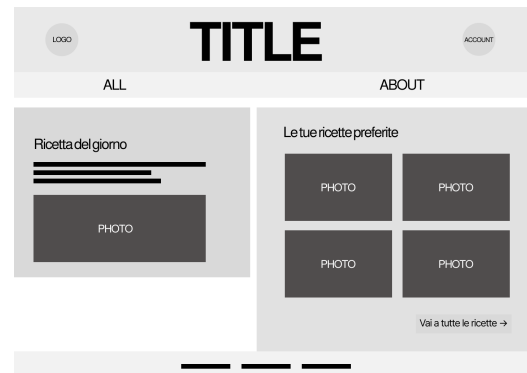 LOGO
TITLE
ACCOUNT
ALL
ABOUT
Ricetta del giorno
PHOTO
Le tue ricette preferite
PHOTO
PHOTO
PHOTO
PHOTO
Vai a tutte le ricette →